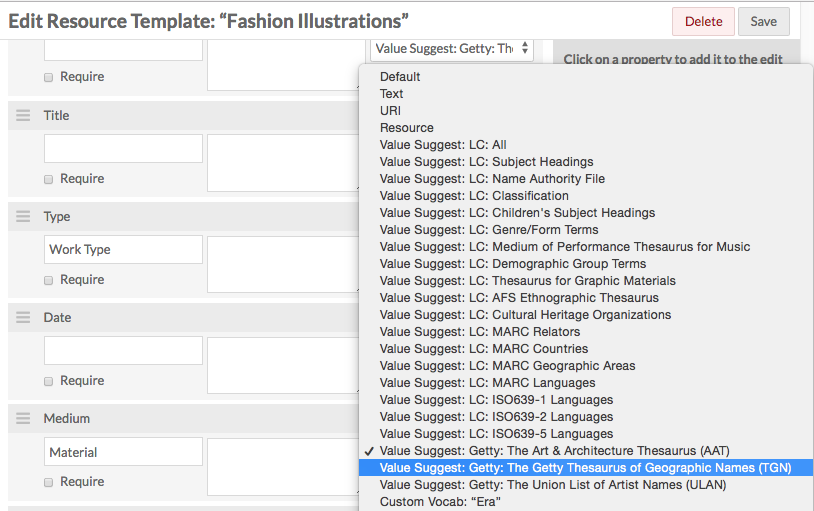 Edit Resource Template: “Fashion Illustrations”
Delete
Save
Value Suggest: Getty: Th
Click on a property to add it to the edit
Require
Title
Require
Type
Work Type
Require
Date
Require
Medium
Material
Require
Default
Text
URI
Resource
Value Suggest: LC: All
Value Suggest: LC: Subject Headings
Value Suggest: LC: Name Authority File
Value Suggest: LC: Classification
Value Suggest: LC: Children's Subject Headings
Value Suggest: LC: Genre/Form Terms
Value Suggest: LC: Medium of Performance Thesaurus for Music
Value Suggest: LC: Demographic Group Terms
Value Suggest: LC: Thesaurus for Graphic Materials
Value Suggest: LC: AFS Ethnographic Thesaurus
Value Suggest: LC: Cultural Heritage Organizations
Value Suggest: LC: MARC Relators
Value Suggest: LC: MARC Countries
Value Suggest: LC: MARC Geographic Areas
Value Suggest: LC: MARC Languages
Value Suggest: LC: ISO639-1 Languages
Value Suggest: LC: ISO639-2 Languages
Value Suggest: LC: ISO639-5 Languages
✓ Value Suggest: Getty: The Art & Architecture Thesaurus (AAT)
Value Suggest: Getty: The Getty Thesaurus of Geographic Names (TGN)
Value Suggest: Getty: The Union List of Artist Names (ULAN)
Custom Vocab: “Era”